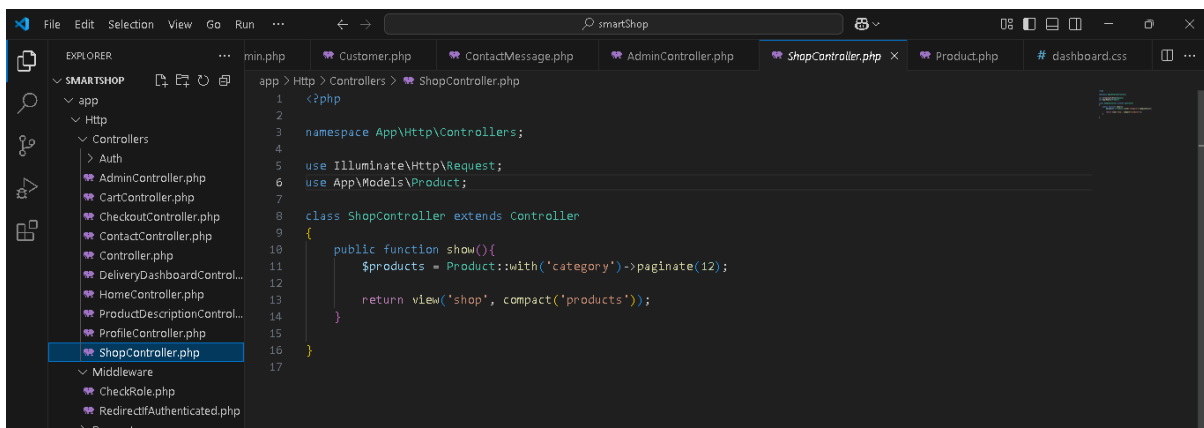 File Edit Selection View Go Run ··· ← → smartShop
EXPLORER ···
min.php Customer.php ContactMessage.php AdminController.php ShopController.php × Product.php # dashboard.css ···
SMARTSHOP
app > Http > Controllers > ShopController.php
app
Http
Controllers
Auth
AdminController.php
CartController.php
CheckoutController.php
ContactController.php
Controller.php
DeliveryDashboardControl...
HomeController.php
ProductDescriptionControl...
ProfileController.php
ShopController.php
Middleware
CheckRole.php
RedirectIfAuthenticated.php
1 <?php
2
3 namespace App\Http\Controllers;
4
5 use Illuminate\Http\Request;
6 use App\Models\Product;
7
8 class ShopController extends Controller
9 {
10 public function show(){
11 $products = Product::with('category')->paginate(12);
12
13 return view('shop', compact('products'));
14 }
15
16 }
17